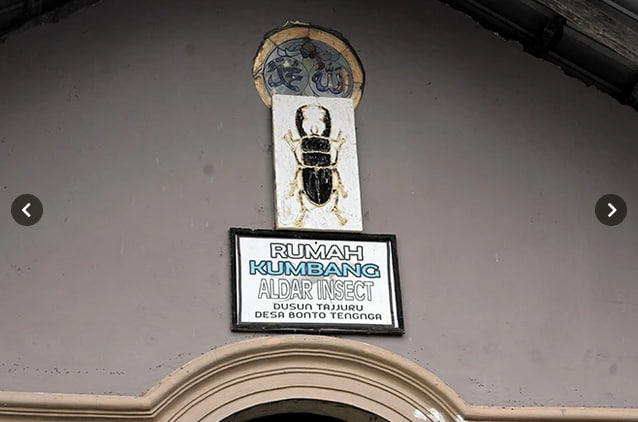 RUMAH
KUMBANG
ALDAR INSECT
DUSUN TAJJURU
DESA BONTO TENGNGA